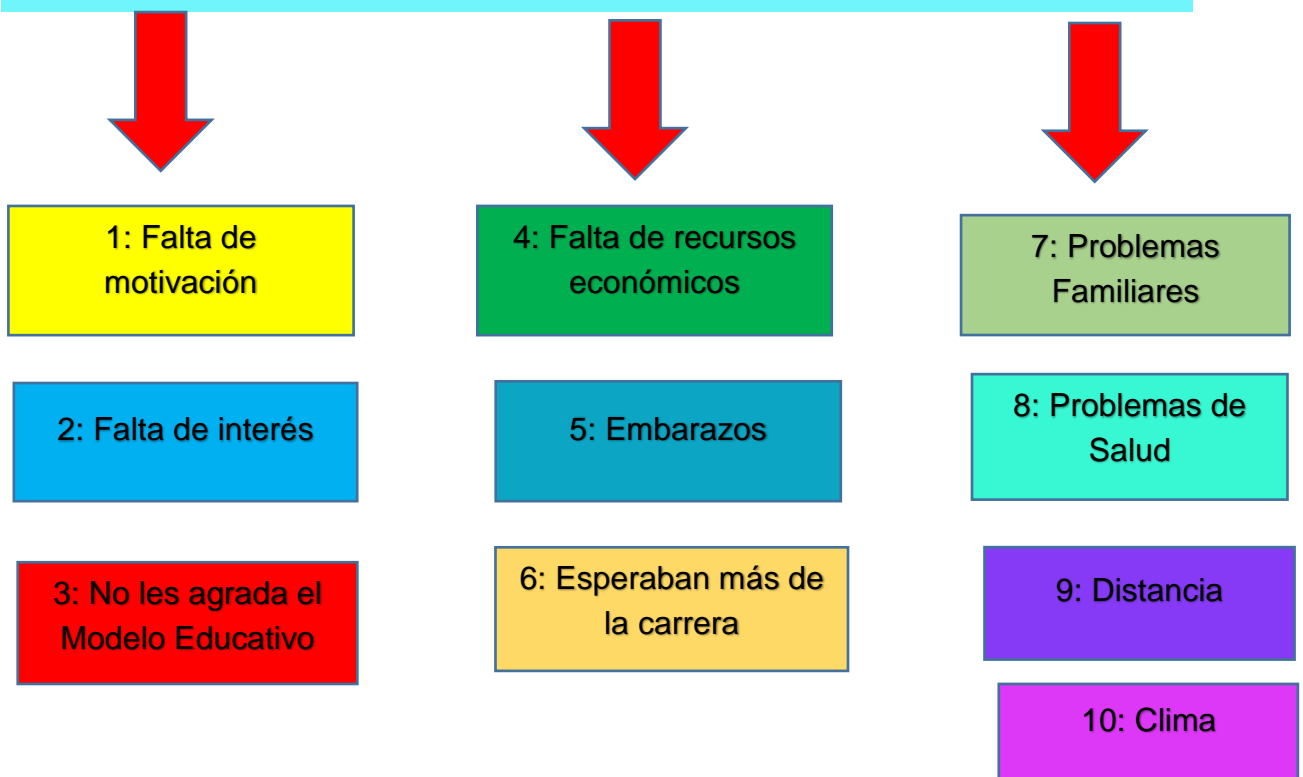 1: Falta de
motivación
2: Falta de interés
3: No les agrada el
Modelo Educativo
4: Falta de recursos
económicos
5: Embarazos
6: Esperaban más de
la carrera
7: Problemas
Familiares
8: Problemas de
Salud
9: Distancia
10: Clima